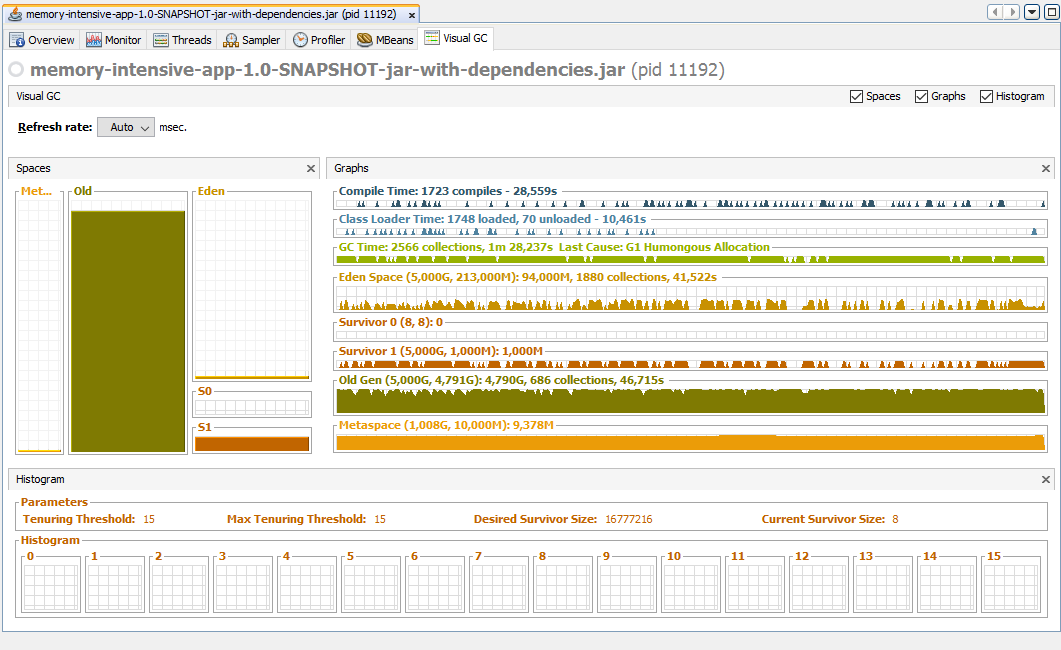 memory-intensive-app-1.0-SNAPSHOT-jar-with-dependencies.jar (pid 11192)
Overview Monitor Threads Sampler Profiler MBeans Visual GC
memory-intensive-app-1.0-SNAPSHOT-jar-with-dependencies.jar (pid 11192)
Visual GC Spaces Graphs Histogram
Refresh rate: Auto msec.
Spaces
Met... Old Eden
S0
S1
Graphs
Compile Time: 1723 compiles - 28,559s
Class Loader Time: 1748 loaded, 70 unloaded - 10,461s
GC Time: 2566 collections, 1m 28,237s Last Cause: G1 Humongous Allocation
Eden Space (5,000G, 213,000M): 94,000M, 1880 collections, 41,522s
Survivor 0 (8, 8): 0
Survivor 1 (5,000G, 1,000M): 1,000M
Old Gen (5,000G, 4,791G): 4,790G, 686 collections, 46,715s
Metaspace (1,008G, 10,000M): 9,378M
Histogram
Parameters
Tenuring Threshold: 15 Max Tenuring Threshold: 15 Desired Survivor Size: 16777216 Current Survivor Size: 8
Histogram
0 1 2 3 4 5 6 7 8 9 10 11 12 13 14 15